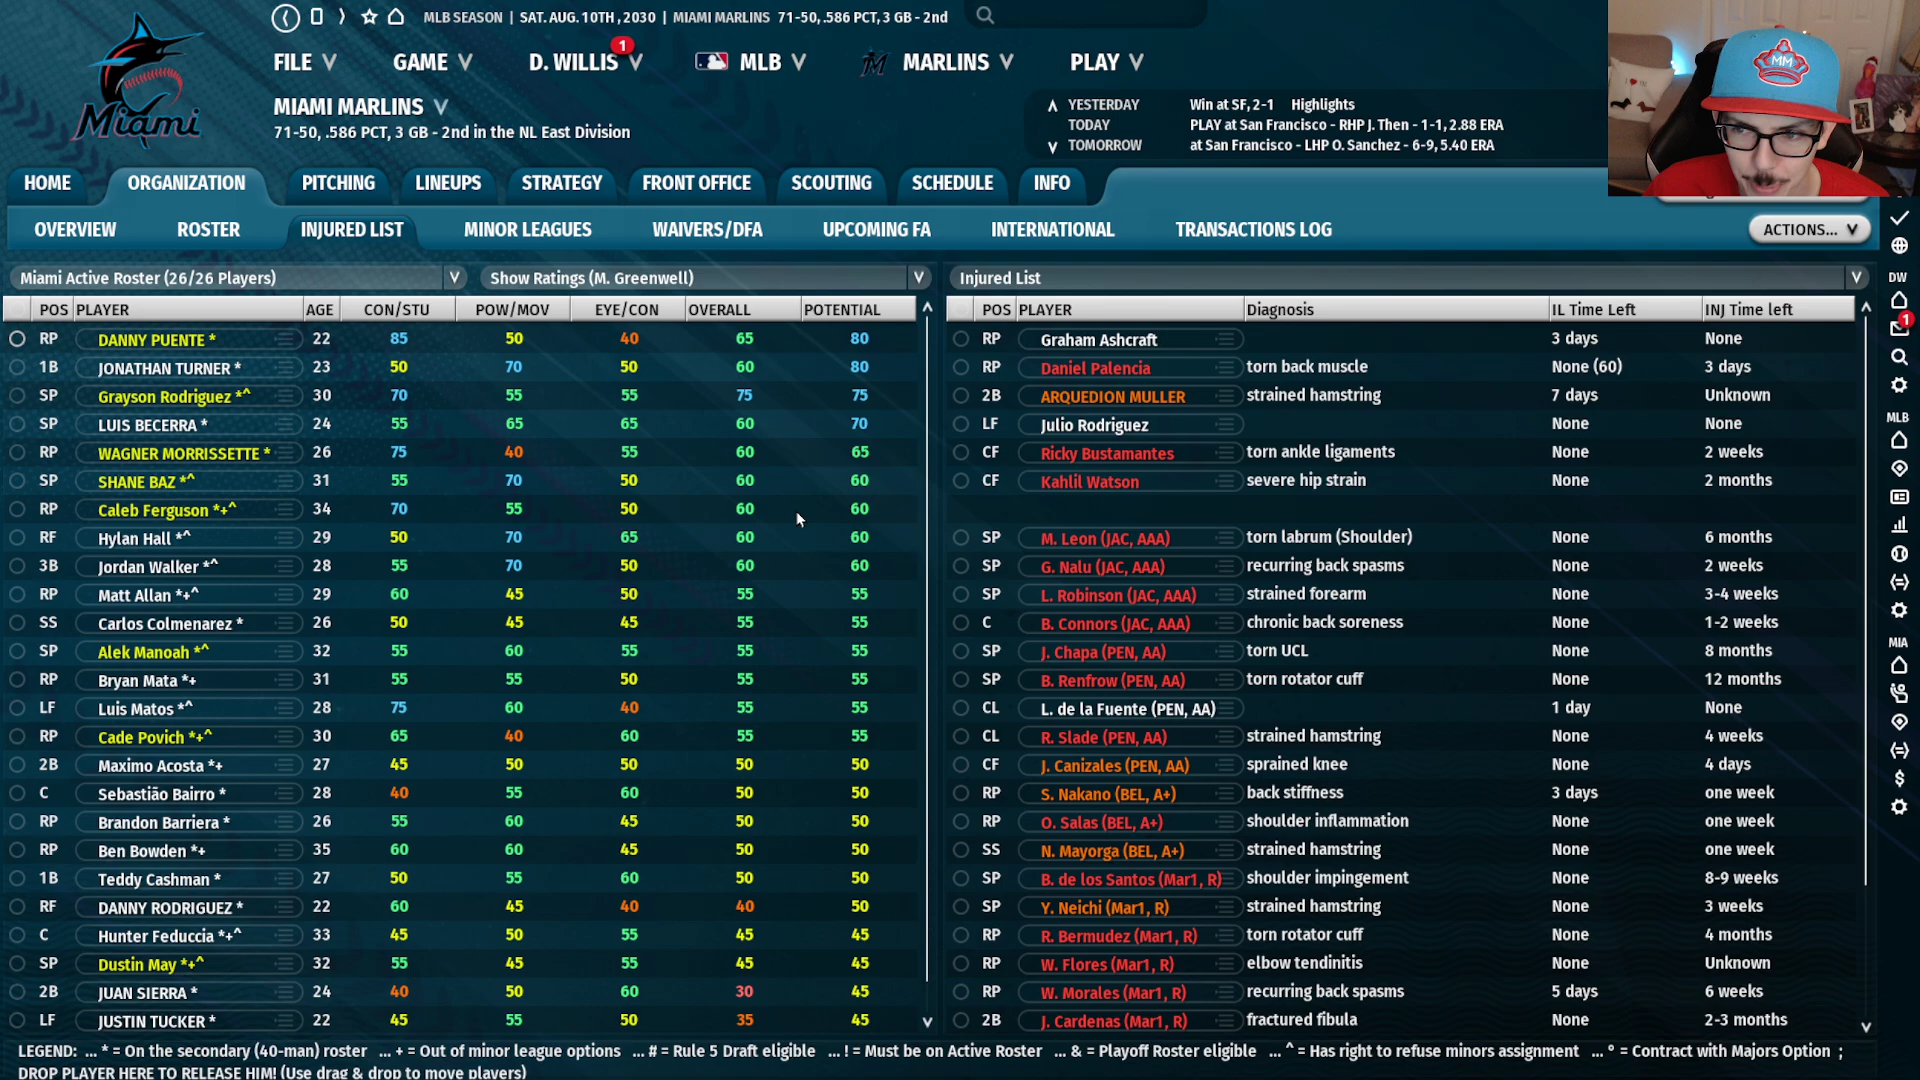 MLB SEASON | SAT. AUG. 10TH , 2030 | MIAMI MARLINS 71-50, .586 PCT, 3 GB - 2nd
Miami
FILE GAME D. WILLIS 1 MLB MARLINS PLAY
MIAMI MARLINS
71-50, .586 PCT, 3 GB - 2nd in the NL East Division
YESTERDAY Win at SF, 2-1 Highlights
TODAY PLAY at San Francisco - RHP J. Then - 1-1, 2.88 ERA
TOMORROW at San Francisco - LHP O. Sanchez - 6-9, 5.40 ERA
MM
HOME ORGANIZATION PITCHING LINEUPS STRATEGY FRONT OFFICE SCOUTING SCHEDULE INFO
OVERVIEW ROSTER INJURED LIST MINOR LEAGUES WAIVERS/DFA UPCOMING FA INTERNATIONAL TRANSACTIONS LOG ACTIONS...
Miami Active Roster (26/26 Players) Show Ratings (M. Greenwell)
POS PLAYER AGE CON/STU POW/MOV EYE/CON OVERALL POTENTIAL
RP DANNY PUENTE * 22 85 50 40 65 80
1B JONATHAN TURNER * 23 50 70 50 60 80
SP Grayson Rodriguez *^ 30 70 55 55 75 75
SP LUIS BECERRA * 24 55 65 65 60 70
RP WAGNER MORRISSETTE * 26 75 40 55 60 65
SP SHANE BAZ *^ 31 55 70 50 60 60
RP Caleb Ferguson *+^ 34 70 55 50 60 60
RF Hylan Hall *^ 29 50 70 65 60 60
3B Jordan Walker *^ 28 55 70 50 60 60
RP Matt Allan *+^ 29 60 45 50 55 55
SS Carlos Colmenarez * 26 50 45 45 55 55
SP Alek Manoah *^ 32 55 60 55 55 55
RP Bryan Mata *+ 31 55 55 50 55 55
LF Luis Matos *^ 28 75 60 40 55 55
RP Cade Povich *+^ 30 65 40 60 55 55
2B Maximo Acosta *+ 27 45 50 50 50 50
C Sebastião Bairro * 28 40 55 60 50 50
RP Brandon Barriera * 26 55 60 45 50 50
RP Ben Bowden *+ 35 60 60 45 50 50
1B Teddy Cashman * 27 50 55 60 50 50
RF DANNY RODRIGUEZ * 22 60 45 40 40 50
C Hunter Feduccia *+^ 33 45 50 55 45 45
SP Dustin May *+^ 32 55 45 55 45 45
2B JUAN SIERRA * 24 40 50 60 30 45
LF JUSTIN TUCKER * 22 45 55 50 35 45
Injured List
POS PLAYER Diagnosis IL Time Left INJ Time left
RP Graham Ashcraft 3 days None
RP Daniel Palencia torn back muscle None (60) 3 days
2B ARQUEDION MULLER strained hamstring 7 days Unknown
LF Julio Rodriguez None None
CF Ricky Bustamantes torn ankle ligaments None 2 weeks
CF Kahlil Watson severe hip strain None 2 months
SP M. Leon (JAC, AAA) torn labrum (Shoulder) None 6 months
SP G. Nalu (JAC, AAA) recurring back spasms None 2 weeks
SP L. Robinson (JAC, AAA) strained forearm None 3-4 weeks
C B. Connors (JAC, AAA) chronic back soreness None 1-2 weeks
SP J. Chapa (PEN, AA) torn UCL None 8 months
SP B. Renfrow (PEN, AA) torn rotator cuff None 12 months
CL L. de la Fuente (PEN, AA) 1 day None
CL R. Slade (PEN, AA) strained hamstring None 4 weeks
CF J. Canizales (PEN, AA) sprained knee None 4 days
RP S. Nakano (BEL, A+) back stiffness 3 days one week
RP O. Salas (BEL, A+) shoulder inflammation None one week
SS N. Mayorga (BEL, A+) strained hamstring None one week
SP B. de los Santos (Mar1, R) shoulder impingement None 8-9 weeks
SP Y. Neichi (Mar1, R) strained hamstring None 3 weeks
RP R. Bermudez (Mar1, R) torn rotator cuff None 4 months
RP W. Flores (Mar1, R) elbow tendinitis None Unknown
RP W. Morales (Mar1, R) recurring back spasms 5 days 6 weeks
2B J. Cardenas (Mar1, R) fractured fibula None 2-3 months
DW
1
MLB
MIA
LEGEND: ... * = On the secondary (40-man) roster ... + = Out of minor league options ... # = Rule 5 Draft eligible ... ! = Must be on Active Roster ... & = Playoff Roster eligible ... ^ = Has right to refuse minors assignment ... ° = Contract with Majors Option ;
DROP PLAYER HERE TO RELEASE HIM! (Use drag & drop to move players)